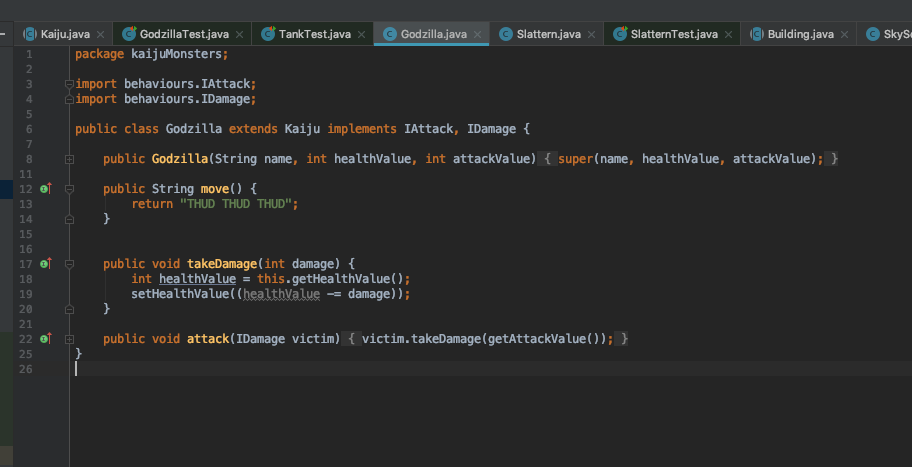 Kaiju.java GodzillaTest.java TankTest.java Godzilla.java Slattern.java SlatternTest.java Building.java
1 package kaijuMonsters;
2
3 import behaviours.IAttack;
4 import behaviours.IDamage;
5
6 public class Godzilla extends Kaiju implements IAttack, IDamage {
7
8 public Godzilla(String name, int healthValue, int attackValue) { super(name, healthValue, attackValue); }
11
12 public String move() {
13 return "THUD THUD THUD";
14 }
15
16
17 public void takeDamage(int damage) {
18 int healthValue = this.getHealthValue();
19 setHealthValue((healthValue -= damage));
20 }
21
22 public void attack(IDamage victim) { victim.takeDamage(getAttackValue()); }
25 }
26